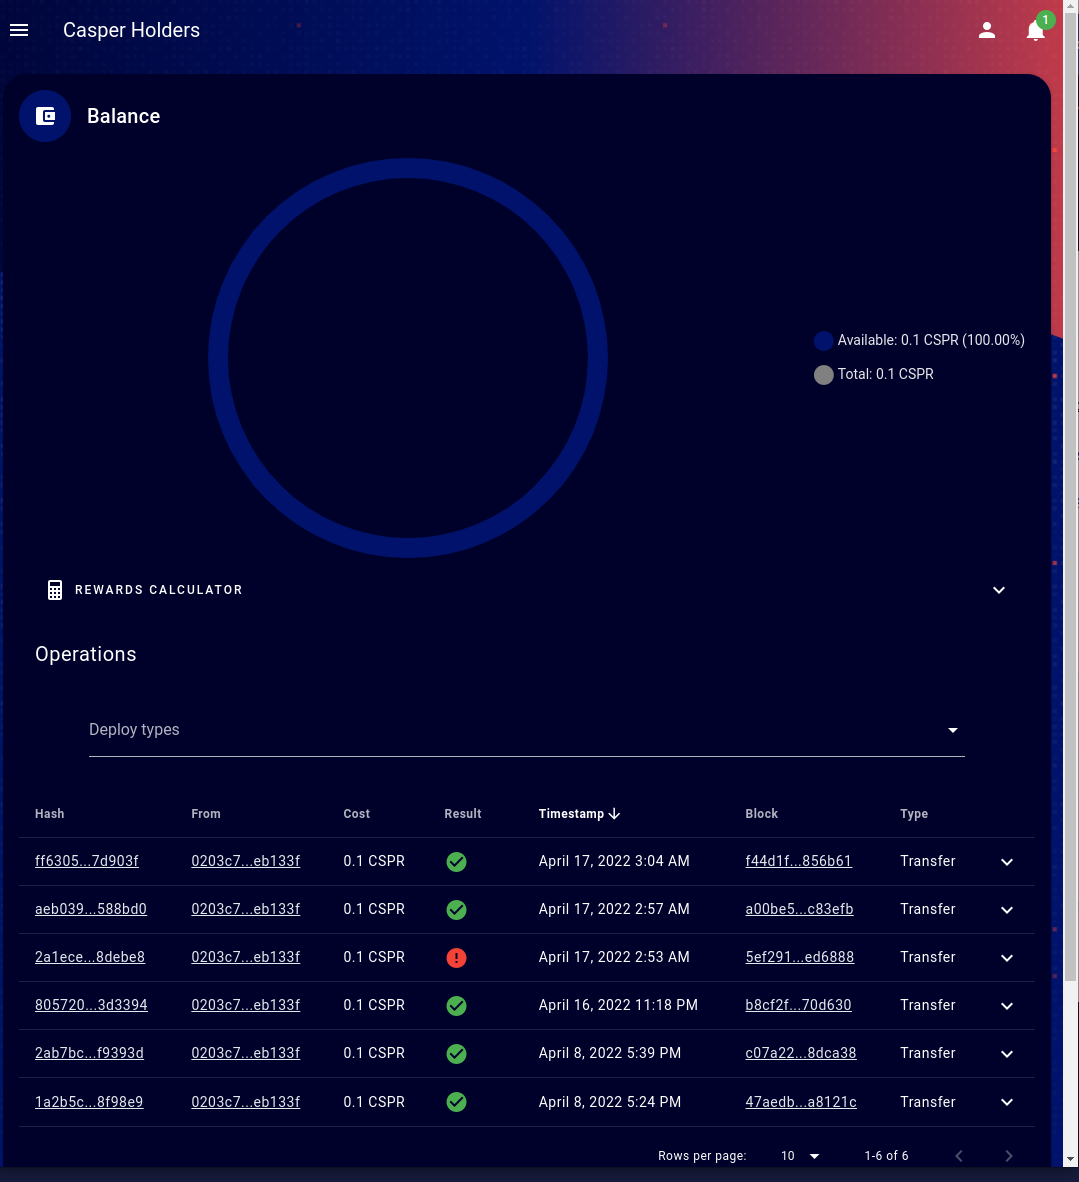 Casper Holders
1
Balance
Available: 0.1 CSPR (100.00%)
Total: 0.1 CSPR
REWARDS CALCULATOR
Operations
Deploy types
Hash From Cost Result Timestamp Block Type
ff6305...7d903f 0203c7...eb133f 0.1 CSPR April 17, 2022 3:04 AM f44d1f...856b61 Transfer
aeb039...588bd0 0203c7...eb133f 0.1 CSPR April 17, 2022 2:57 AM a00be5...c83efb Transfer
2a1ece...8debe8 0203c7...eb133f 0.1 CSPR April 17, 2022 2:53 AM 5ef291...ed6888 Transfer
805720...3d3394 0203c7...eb133f 0.1 CSPR April 16, 2022 11:18 PM b8cf2f...70d630 Transfer
2ab7bc...f9393d 0203c7...eb133f 0.1 CSPR April 8, 2022 5:39 PM c07a22...8dca38 Transfer
1a2b5c...8f98e9 0203c7...eb133f 0.1 CSPR April 8, 2022 5:24 PM 47aedb...a8121c Transfer
Rows per page: 10 1-6 of 6